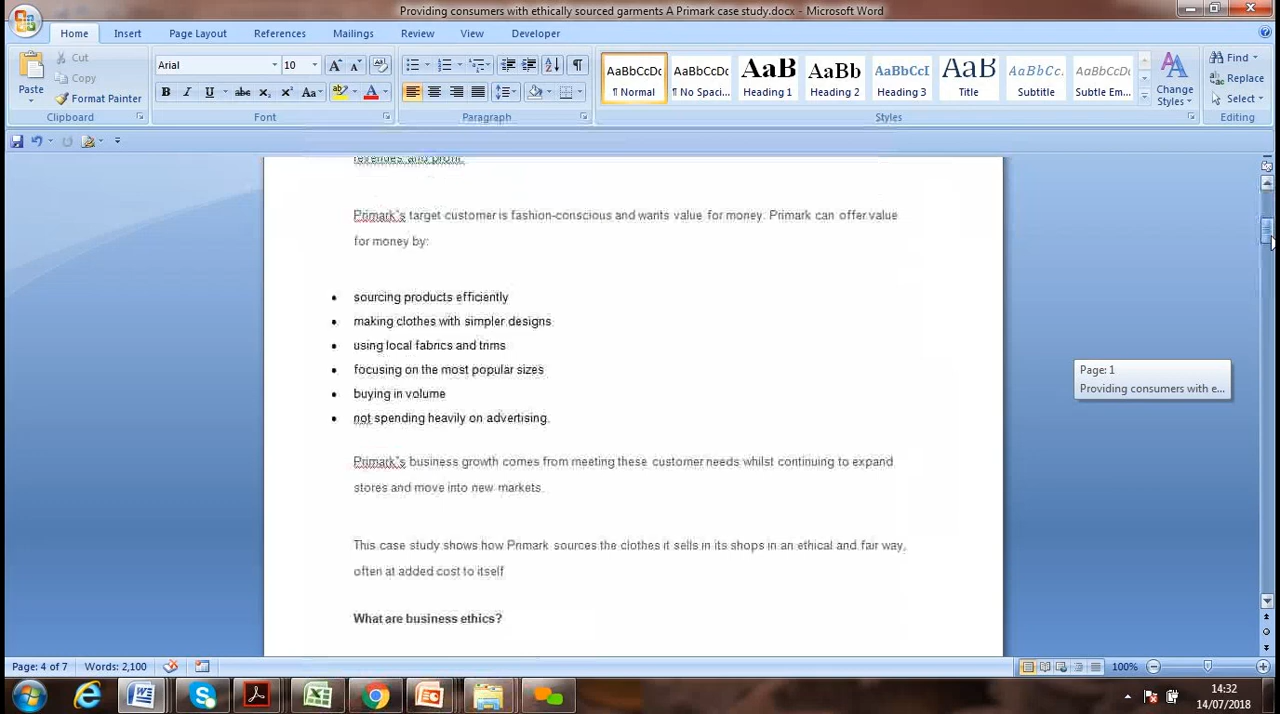 Providing consumers with ethically sourced garments A Primark case study.docx - Microsoft Word
Home Insert Page Layout References Mailings Review View Developer
Paste
Cut
Copy
Format Painter
Clipboard
Arial 10
B I U abc X₂ X² Aa
Font
Paragraph
AaBbCcDc AaBbCcDc AaB AaBb AaBbCcI AaB AaBbCc. AaBbCcDc
¶ Normal ¶ No Spaci... Heading 1 Heading 2 Heading 3 Title Subtitle Subtle Em...
Change Styles
Styles
Find
Replace
Select
Editing
revenues and profit.
Primark's target customer is fashion-conscious and wants value for money. Primark can offer value
for money by:
• sourcing products efficiently
• making clothes with simpler designs
• using local fabrics and trims
• focusing on the most popular sizes
• buying in volume
• not spending heavily on advertising.
Primark's business growth comes from meeting these customer needs whilst continuing to expand
stores and move into new markets.
This case study shows how Primark sources the clothes it sells in its shops in an ethical and fair way,
often at added cost to itself
What are business ethics?
Page: 1
Providing consumers with e...
Page: 4 of 7 Words: 2,100 100%
14:32
14/07/2018